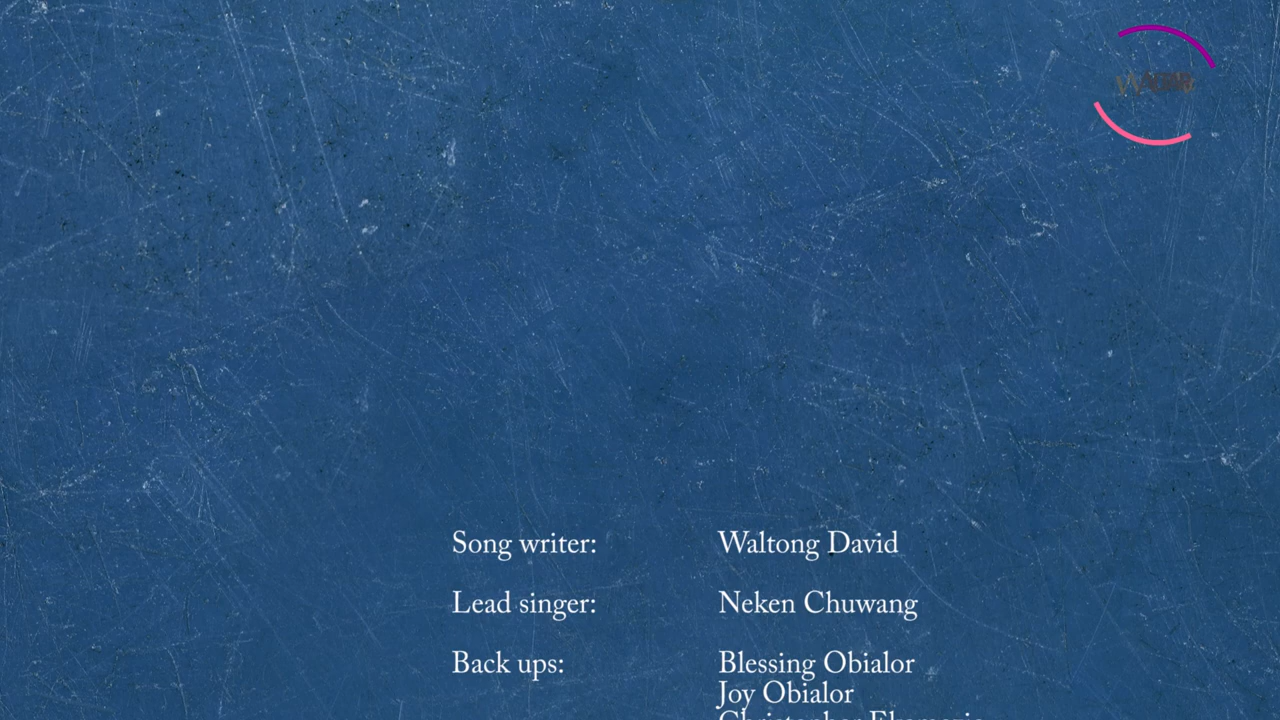 Song writer: Waltong David
Lead singer: Neken Chuwang
Back ups: Blessing Obialor
Joy Obialor